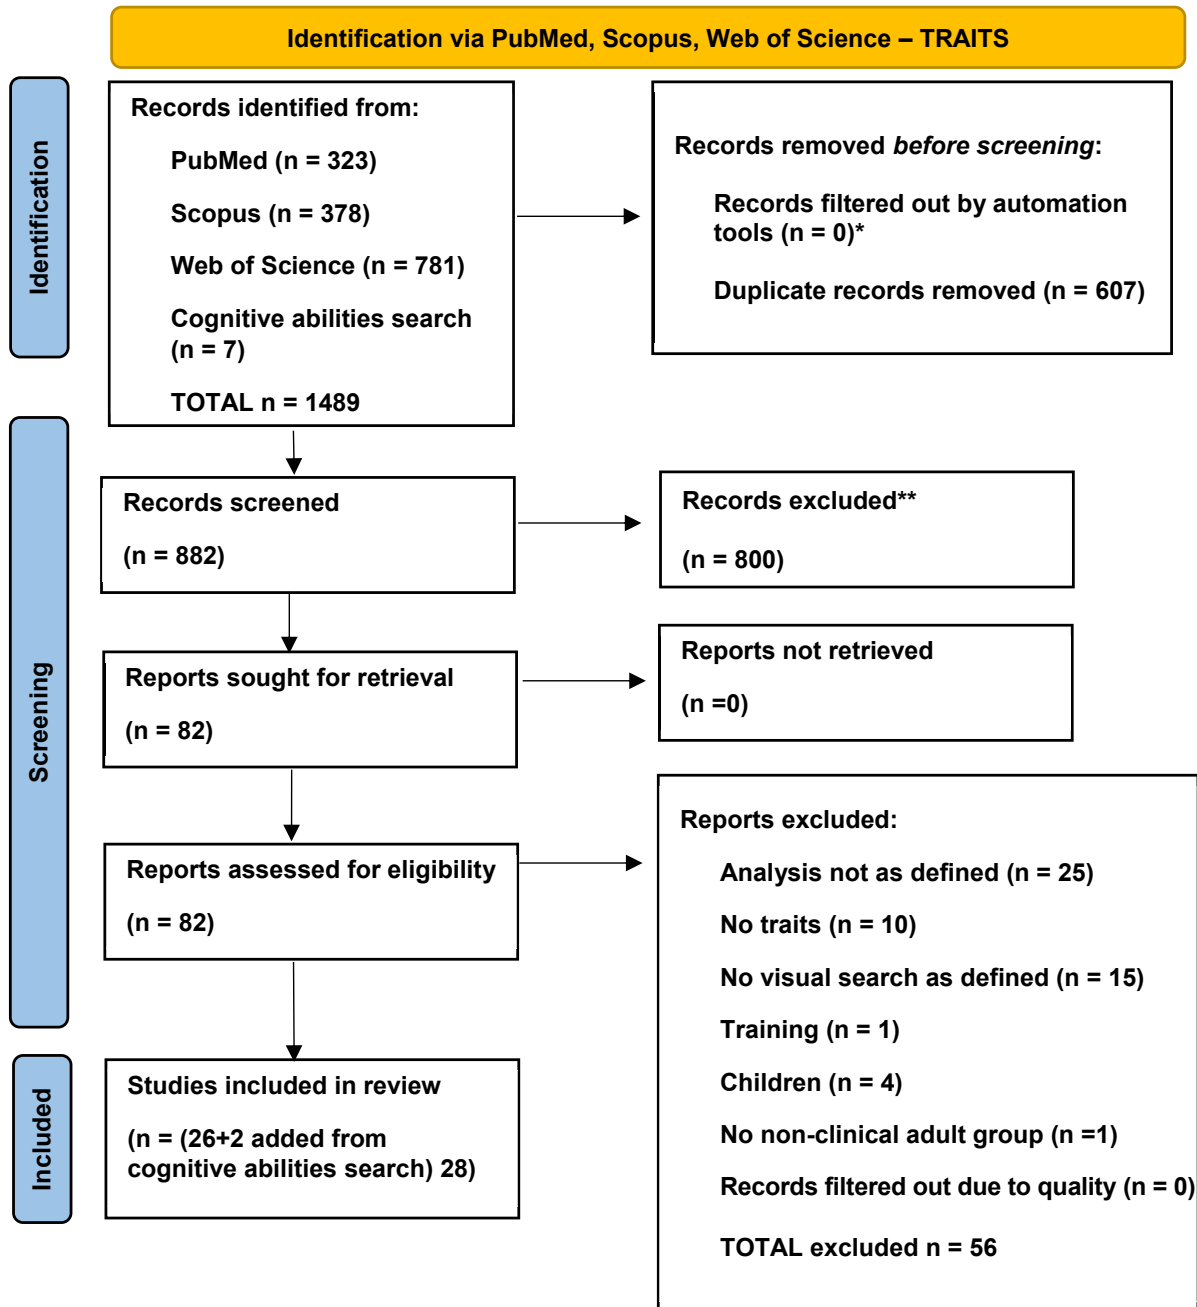 Identification via PubMed, Scopus, Web of Science – TRAITS
Identification
Records identified from:
PubMed (n = 323)
Scopus (n = 378)
Web of Science (n = 781)
Cognitive abilities search
(n = 7)
TOTAL n = 1489
Records removed before screening:
Records filtered out by automation
tools (n = 0)*
Duplicate records removed (n = 607)
Screening
Records screened
(n = 882)
Records excluded**
(n = 800)
Reports sought for retrieval
(n = 82)
Reports not retrieved
(n =0)
Reports assessed for eligibility
(n = 82)
Reports excluded:
Analysis not as defined (n = 25)
No traits (n = 10)
No visual search as defined (n = 15)
Training (n = 1)
Children (n = 4)
No non-clinical adult group (n =1)
Records filtered out due to quality (n = 0)
TOTAL excluded n = 56
Included
Studies included in review
(n = (26+2 added from
cognitive abilities search) 28)